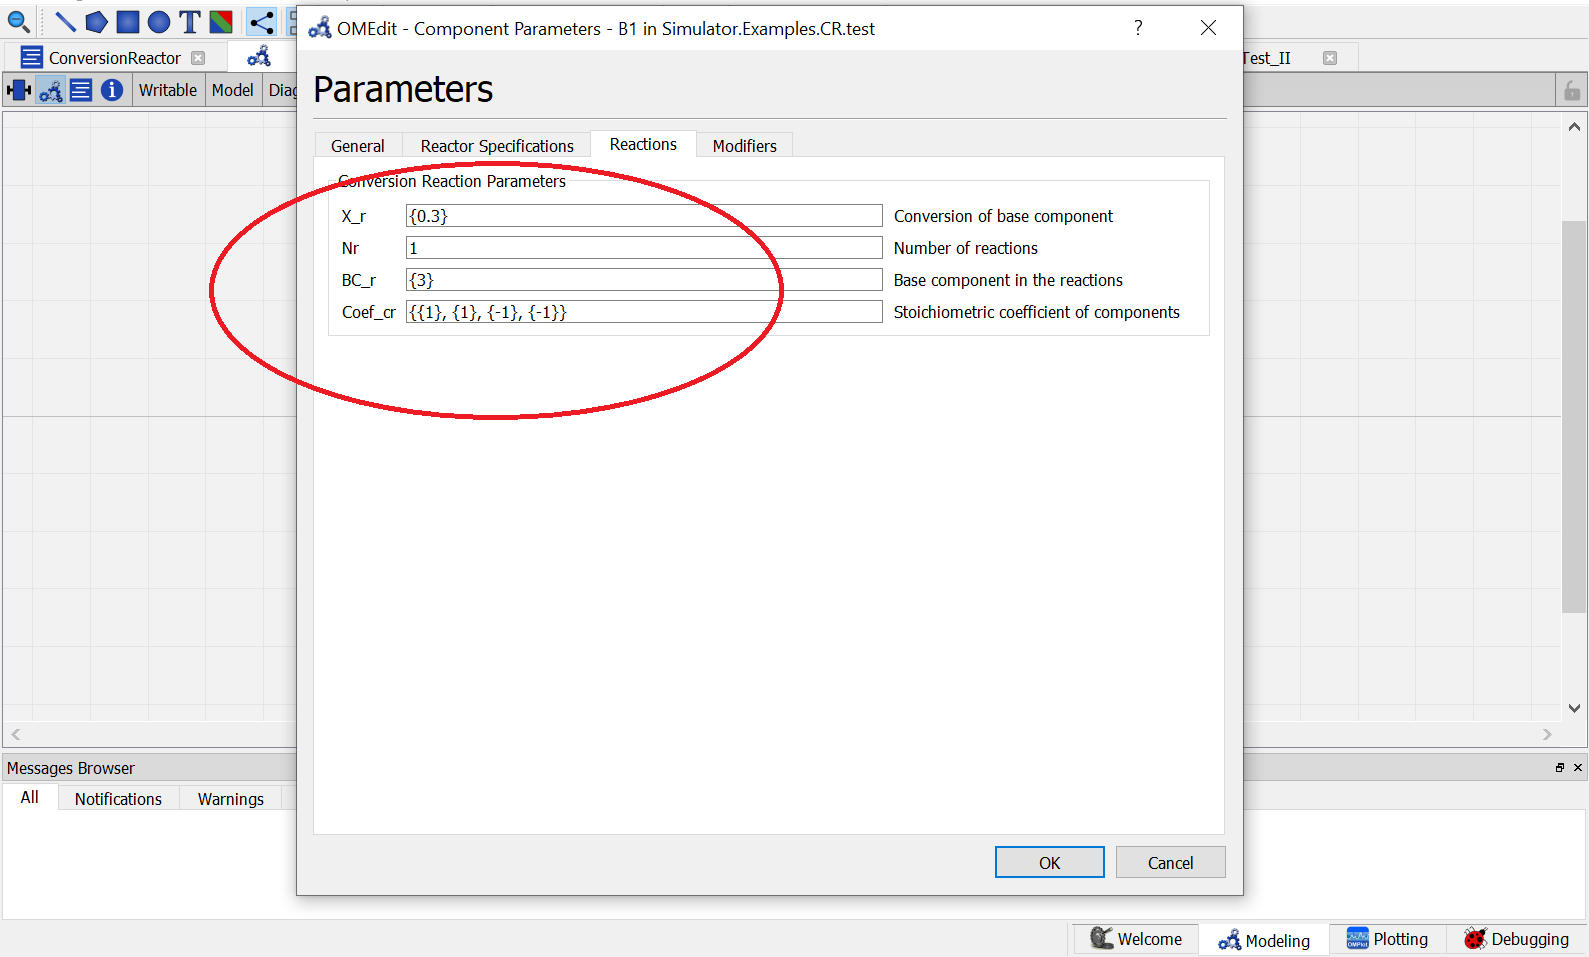 OMEdit - Component Parameters - B1 in Simulator.Examples.CR.test
?
T
ConversionReactor
Test_II
Writable
Model
Parameters
General
Reactor Specifications
Reactions
Modifiers
Conversion Reaction Parameters
X_r {0.3} Conversion of base component
Nr 1 Number of reactions
BC_r {3} Base component in the reactions
Coef_cr {{1}, {1}, {-1}, {-1}} Stoichiometric coefficient of components
Messages Browser
All
Notifications
Warnings
OK
Cancel
Welcome
Modeling
Plotting
Debugging